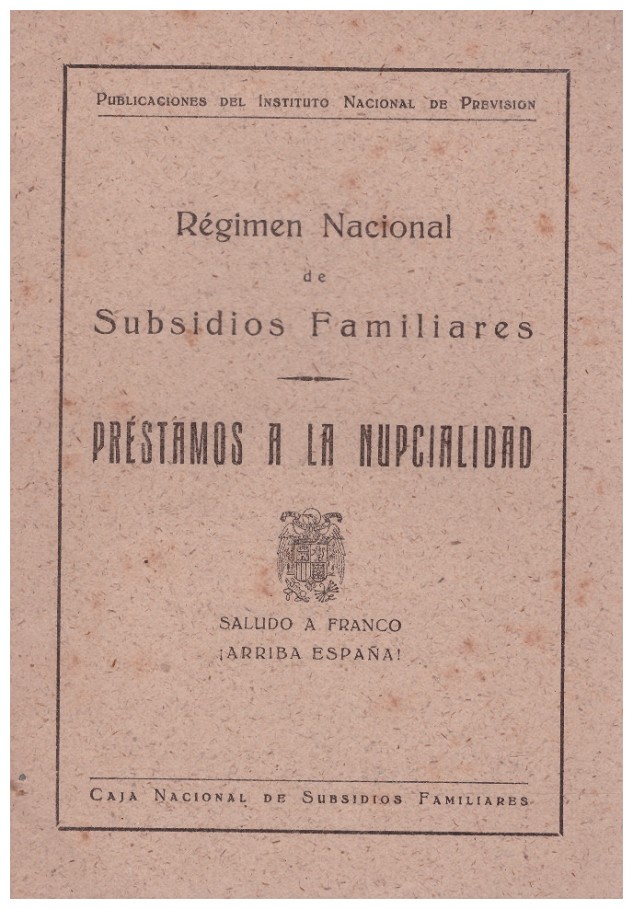 PUBLICACIONES DEL INSTITUTO NACIONAL DE PREVISION
Régimen Nacional
de
Subsidios Familiares
PRÉSTAMOS A LA NUPCIALIDAD
SALUDO A FRANCO
¡ARRIBA ESPAÑA!
CAJA NACIONAL DE SUBSIDIOS FAMILIARES